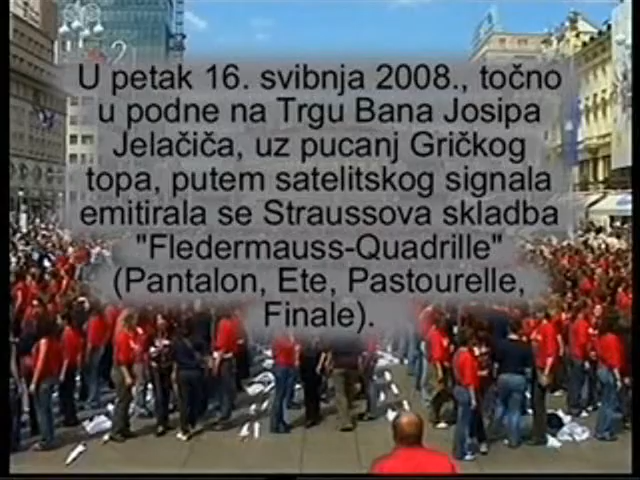 U petak 16. svibnja 2008., točno
u podne na Trgu Bana Josipa
Jelačiča, uz pucanj Gričkog
topa, putem satelitskog signala
emitirala se Straussova skladba
"Fledermauss-Quadrille"
(Pantalon, Ete, Pastourelle,
Finale).